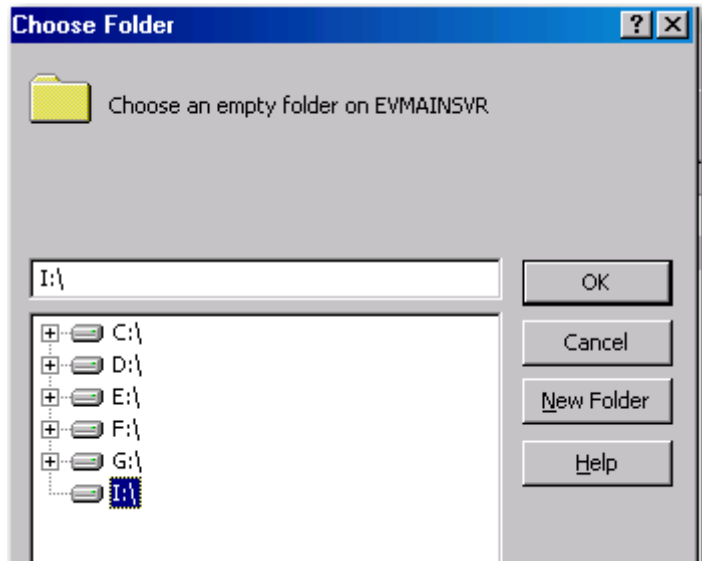 Choose Folder
Choose an empty folder on EVMAINSVR
I:\
OK
C:\
Cancel
D:\
E:\
New Folder
F:\
G:\
Help
I:\